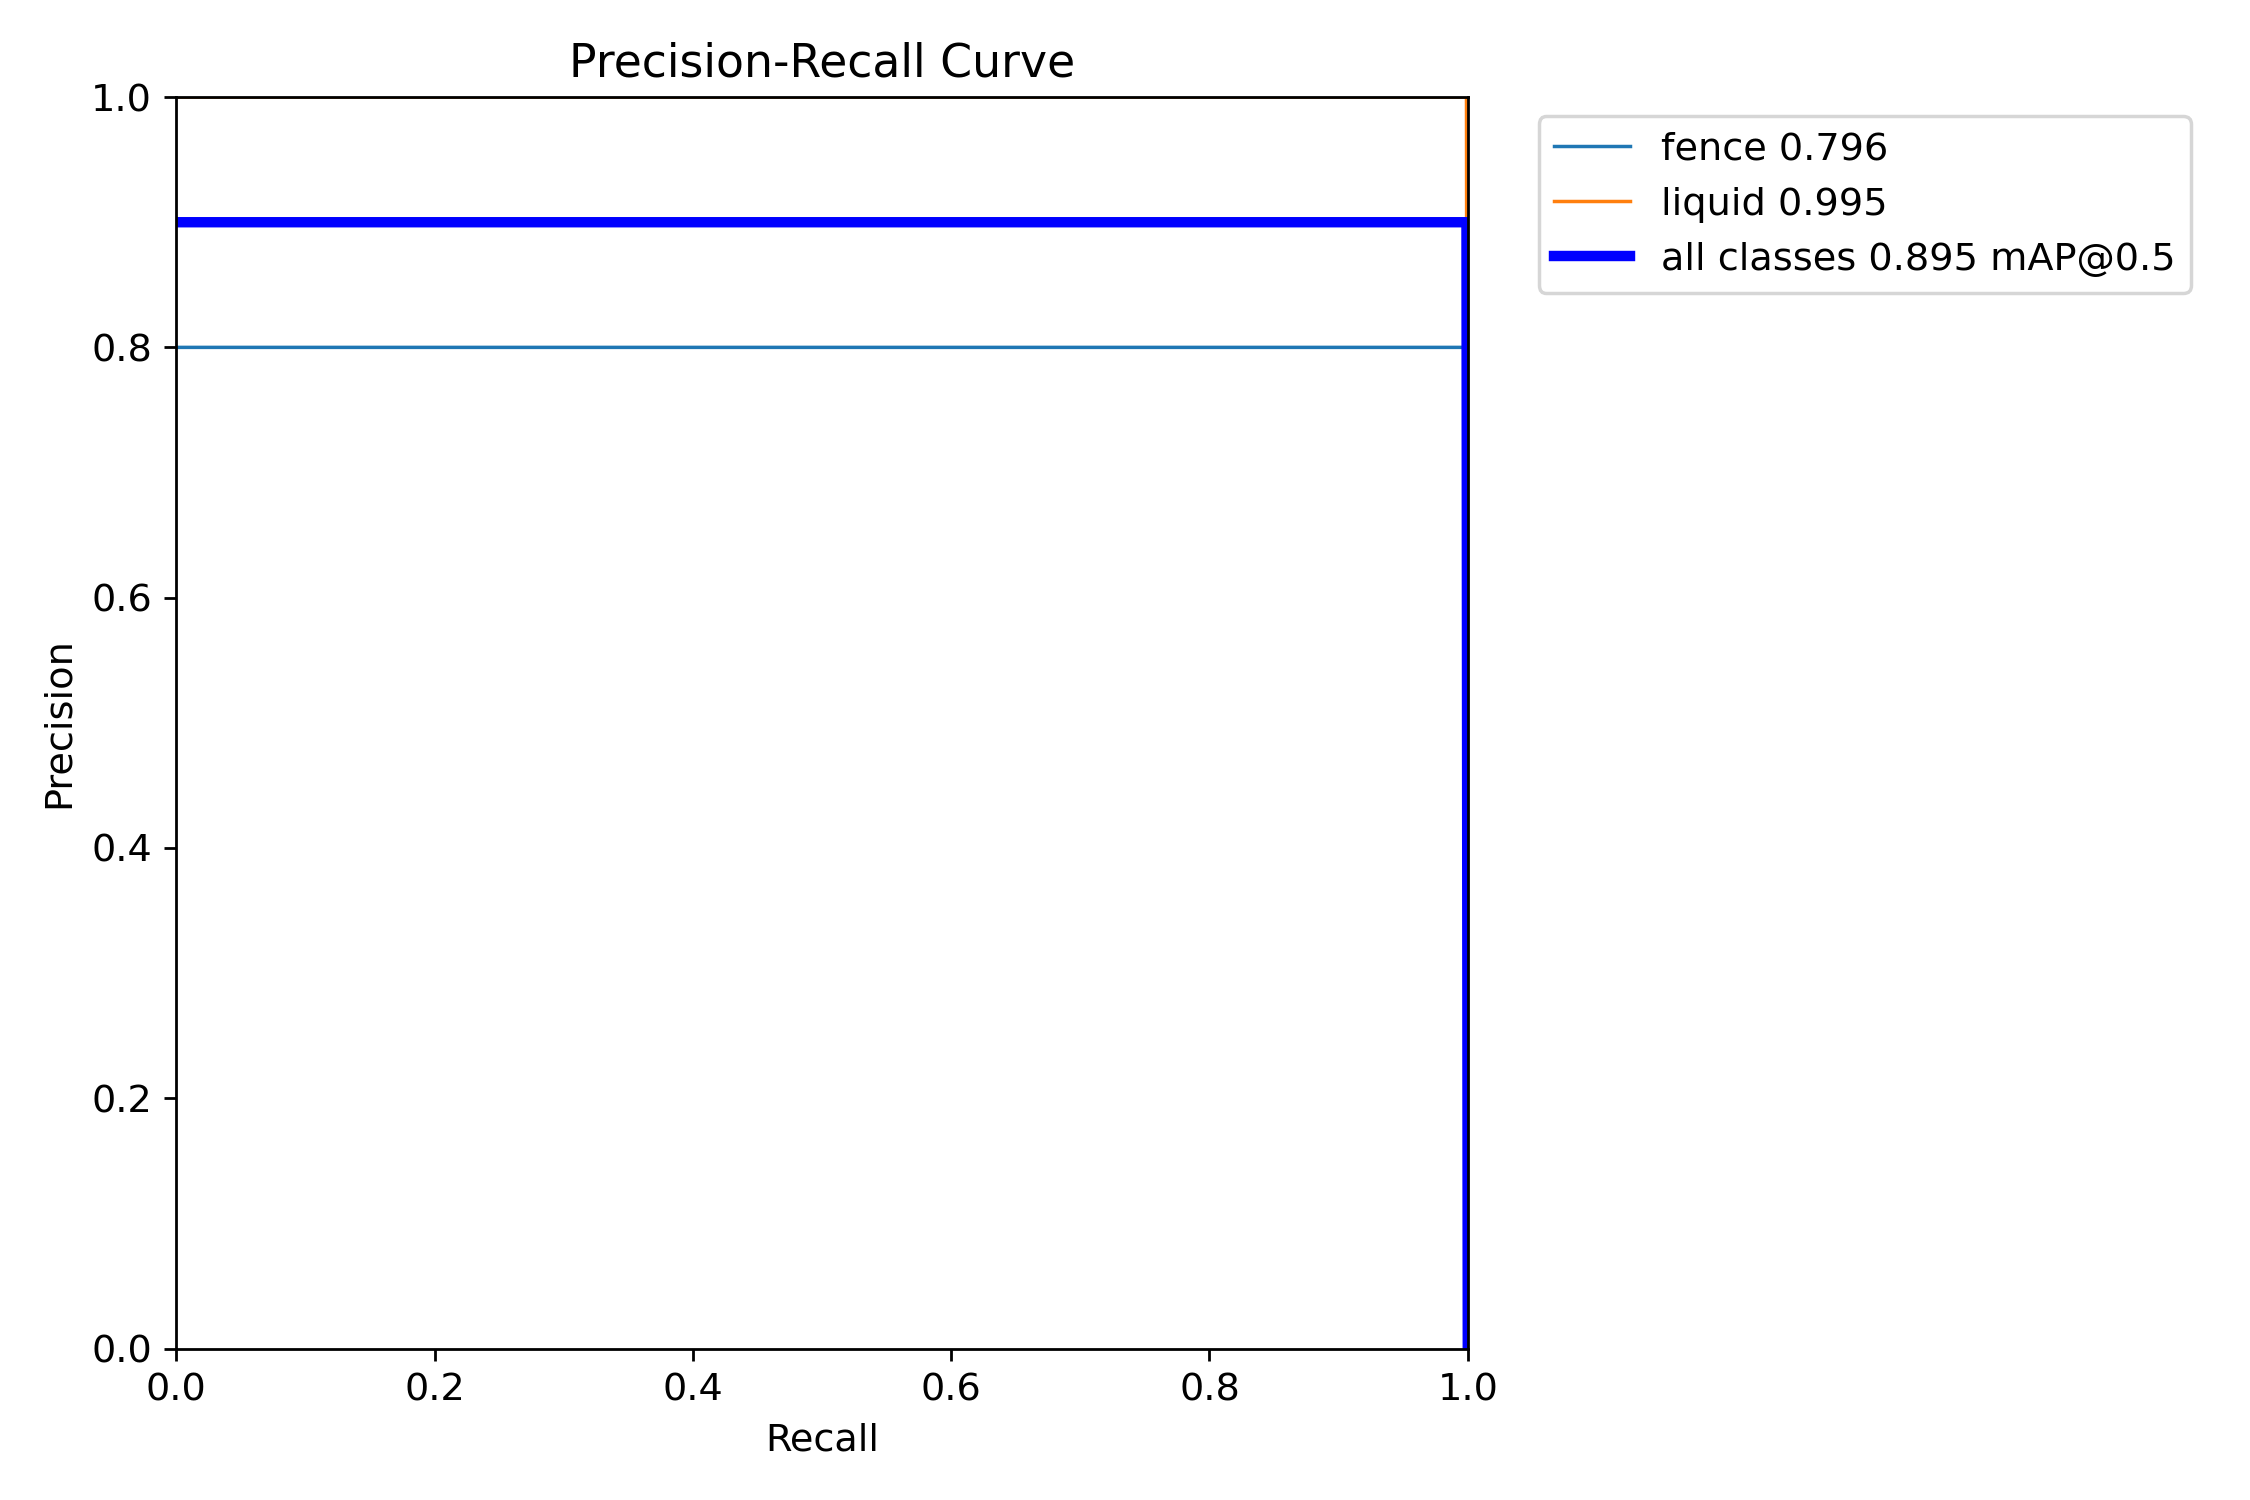 Precision-Recall Curve
1.0
0.8
0.6
0.4
0.2
0.0
Precision
0.0 0.2 0.4 0.6 0.8 1.0
Recall
fence 0.796
liquid 0.995
all classes 0.895 mAP@0.5